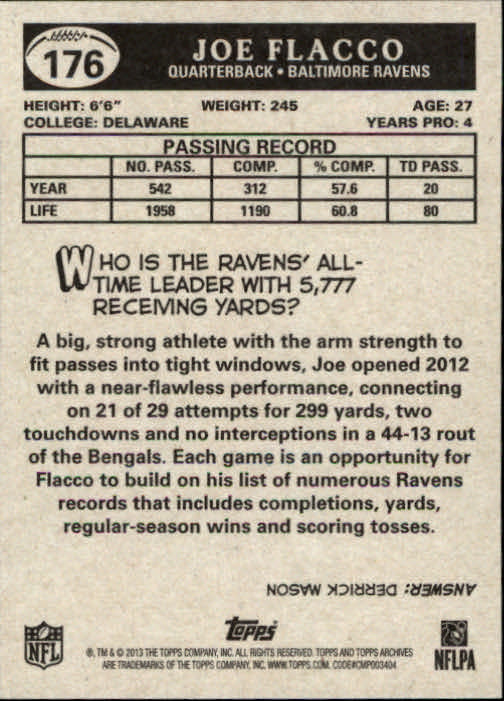 176
JOE FLACCO
QUARTERBACK • BALTIMORE RAVENS
HEIGHT: 6'6" WEIGHT: 245 AGE: 27
COLLEGE: DELAWARE YEARS PRO: 4
PASSING RECORD
NO. PASS. COMP. % COMP. TD PASS.
YEAR 542 312 57.6 20
LIFE 1958 1190 60.8 80
WHO IS THE RAVENS' ALL-
TIME LEADER WITH 5,777
RECEIVING YARDS?
A big, strong athlete with the arm strength to
fit passes into tight windows, Joe opened 2012
with a near-flawless performance, connecting
on 21 of 29 attempts for 299 yards, two
touchdowns and no interceptions in a 44-13 rout
of the Bengals. Each game is an opportunity for
Flacco to build on his list of numerous Ravens
records that includes completions, yards,
regular-season wins and scoring tosses.
ANSWER: DERRICK MASON
NFL
Topps
NFLPA
®, TM & © 2013 THE TOPPS COMPANY, INC. ALL RIGHTS RESERVED. TOPPS AND TOPPS ARCHIVES
ARE TRADEMARKS OF THE TOPPS COMPANY, INC. WWW.TOPPS.COM. CODE#CMP003404